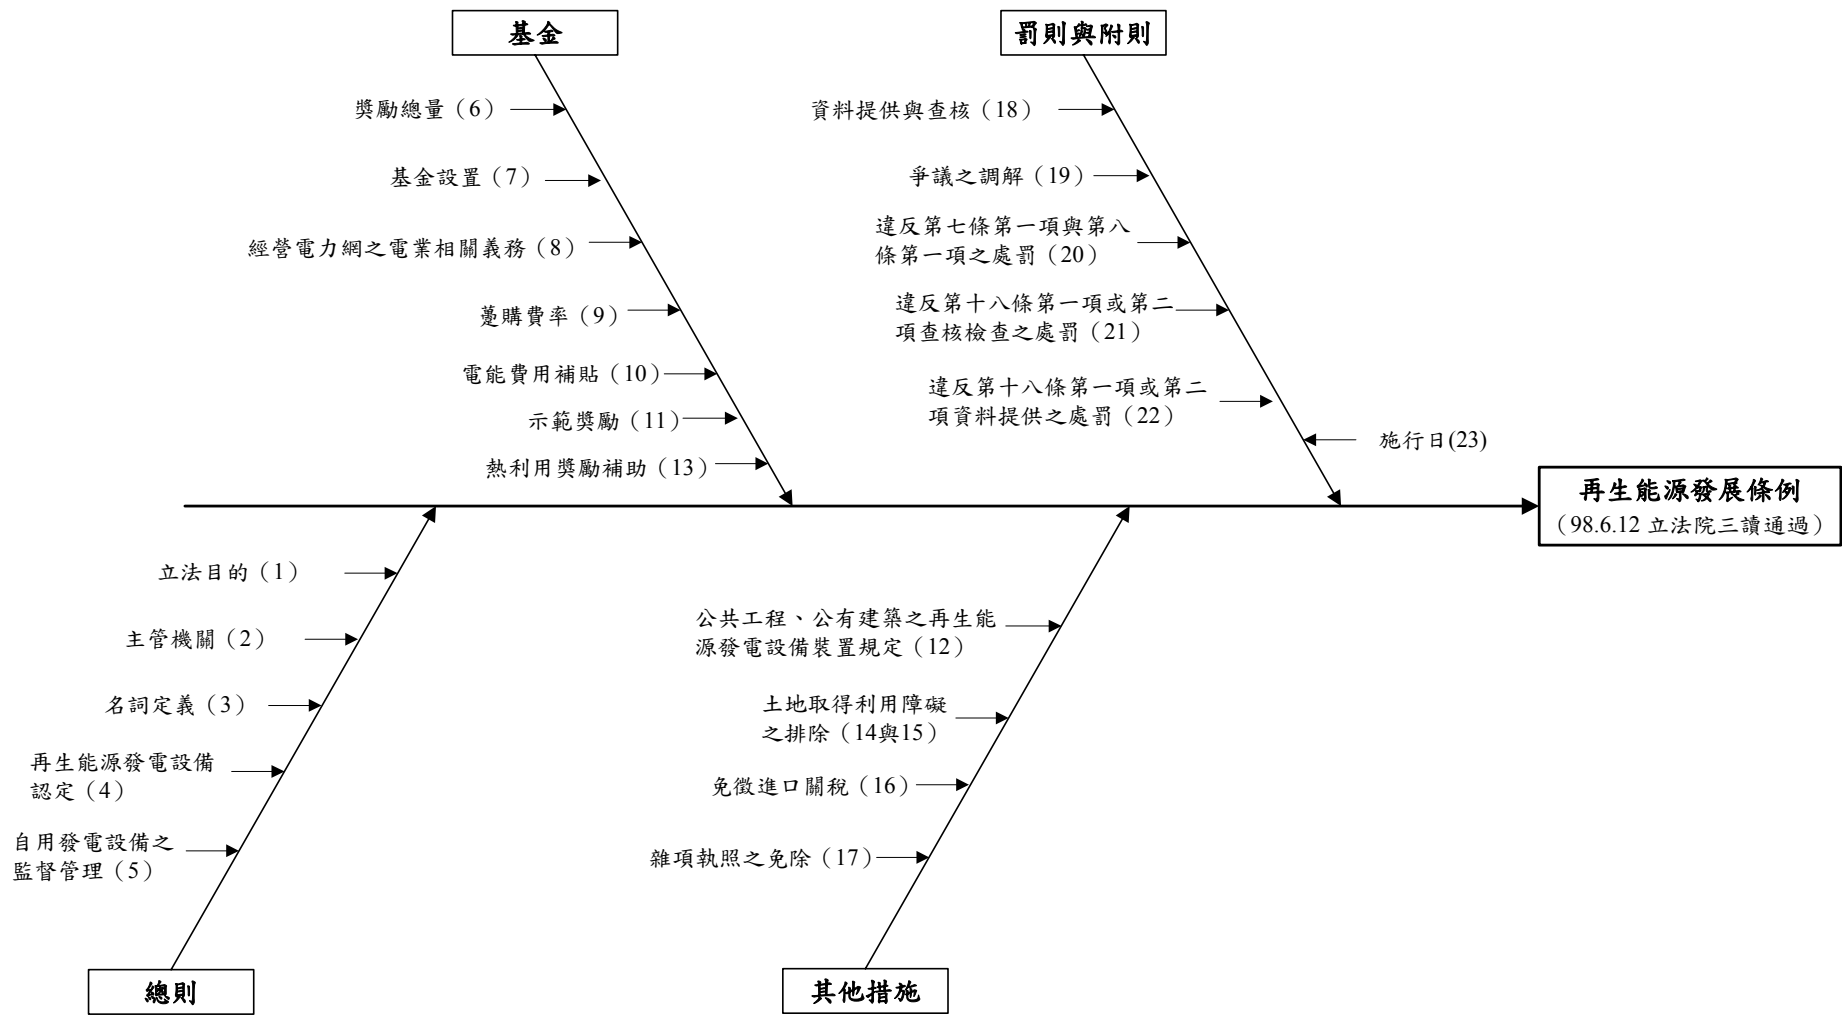 基金
獎勵總量（6）
基金設置（7）
經營電力網之電業相關義務（8）
躉購費率（9）
電能費用補貼（10）
示範獎勵（11）
熱利用獎勵補助（13）
罰則與附則
資料提供與查核（18）
爭議之調解（19）
違反第七條第一項與第八
條第一項之處罰（20）
違反第十八條第一項或第二
項查核檢查之處罰（21）
違反第十八條第一項或第二
項資料提供之處罰（22）
施行日(23)
再生能源發展條例
（98.6.12 立法院三讀通過）
立法目的（1）
主管機關（2）
名詞定義（3）
再生能源發電設備
認定（4）
自用發電設備之
監督管理（5）
總則
公共工程、公有建築之再生能
源發電設備裝置規定（12）
土地取得利用障礙
之排除（14與15）
免徵進口關稅（16）
雜項執照之免除（17）
其他措施